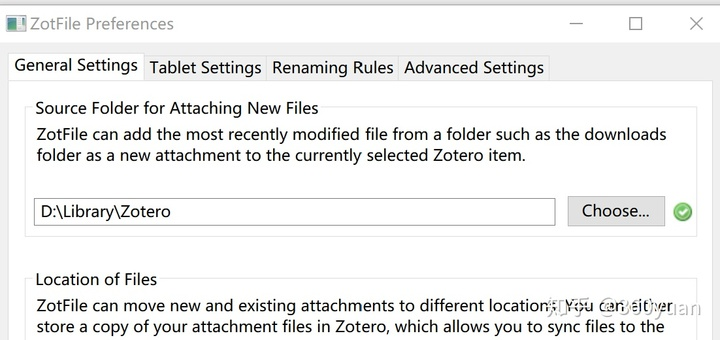 ZotFile Preferences
General Settings Tablet Settings Renaming Rules Advanced Settings
Source Folder for Attaching New Files
ZotFile can add the most recently modified file from a folder such as the downloads
folder as a new attachment to the currently selected Zotero item.
D:\Library\Zotero
Choose...
Location of Files
ZotFile can move new and existing attachments to different locations. You can either
store a copy of your attachment files in Zotero, which allows you to sync files to the
知乎 @360yuan